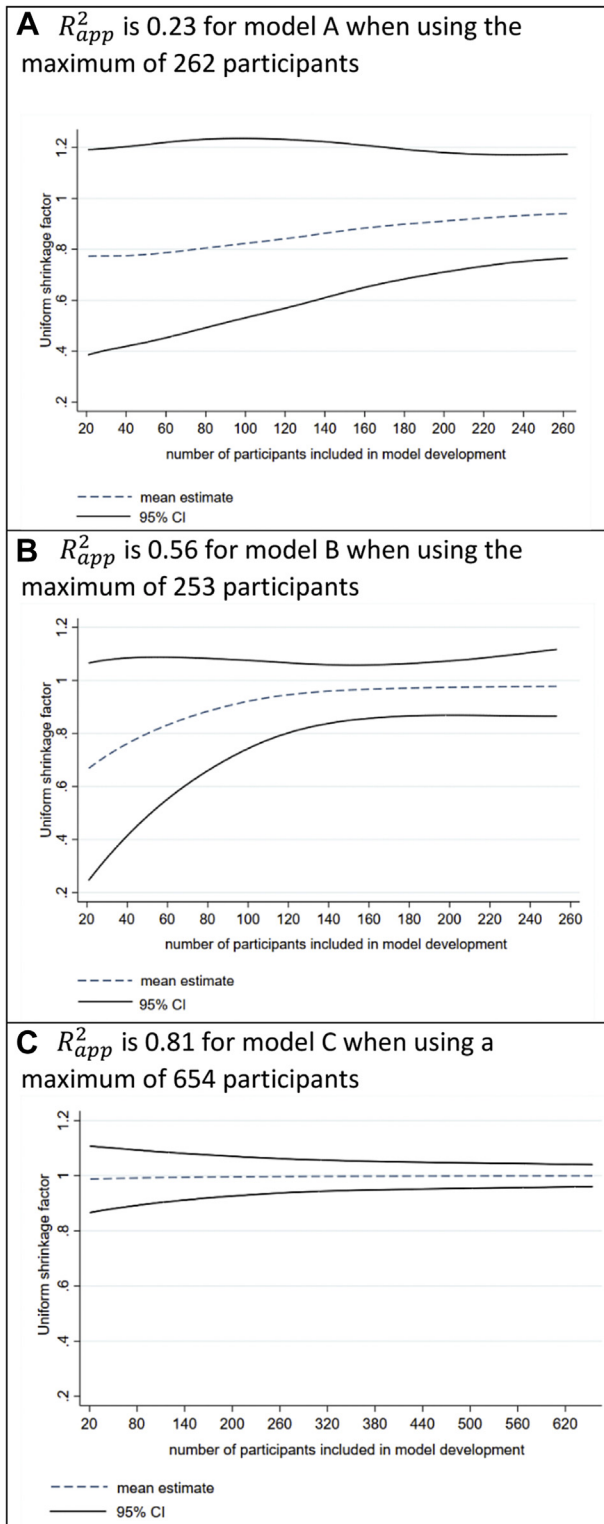 A R²app is 0.23 for model A when using the
maximum of 262 participants
1.2
1
.8
.6
.4
.2
Uniform shrinkage factor
20 40 60 80 100 120 140 160 180 200 220 240 260
number of participants included in model development
mean estimate
95% CI
B R²app is 0.56 for model B when using the
maximum of 253 participants
1.2
1
.8
.6
.4
.2
Uniform shrinkage factor
20 40 60 80 100 120 140 160 180 200 220 240 260
number of participants included in model development
mean estimate
95% CI
C R²app is 0.81 for model C when using a
maximum of 654 participants
1.2
1
.8
.6
.4
.2
Uniform shrinkage factor
20 80 140 200 260 320 380 440 500 560 620
number of participants included in model development
mean estimate
95% CI